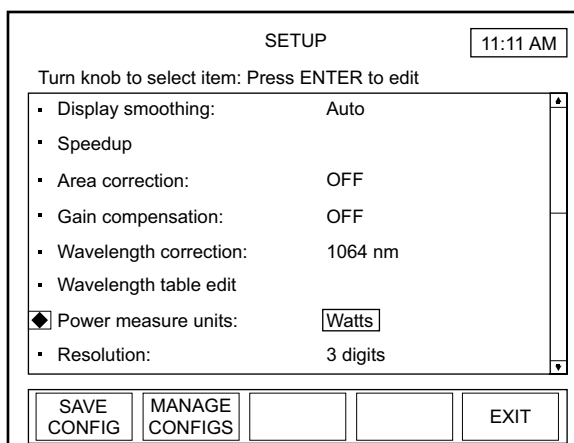 SETUP
11:11 AM
Turn knob to select item: Press ENTER to edit
Display smoothing: Auto
Speedup
Area correction: OFF
Gain compensation: OFF
Wavelength correction: 1064 nm
Wavelength table edit
Power measure units: Watts
Resolution: 3 digits
SAVE
CONFIG
MANAGE
CONFIGS
EXIT